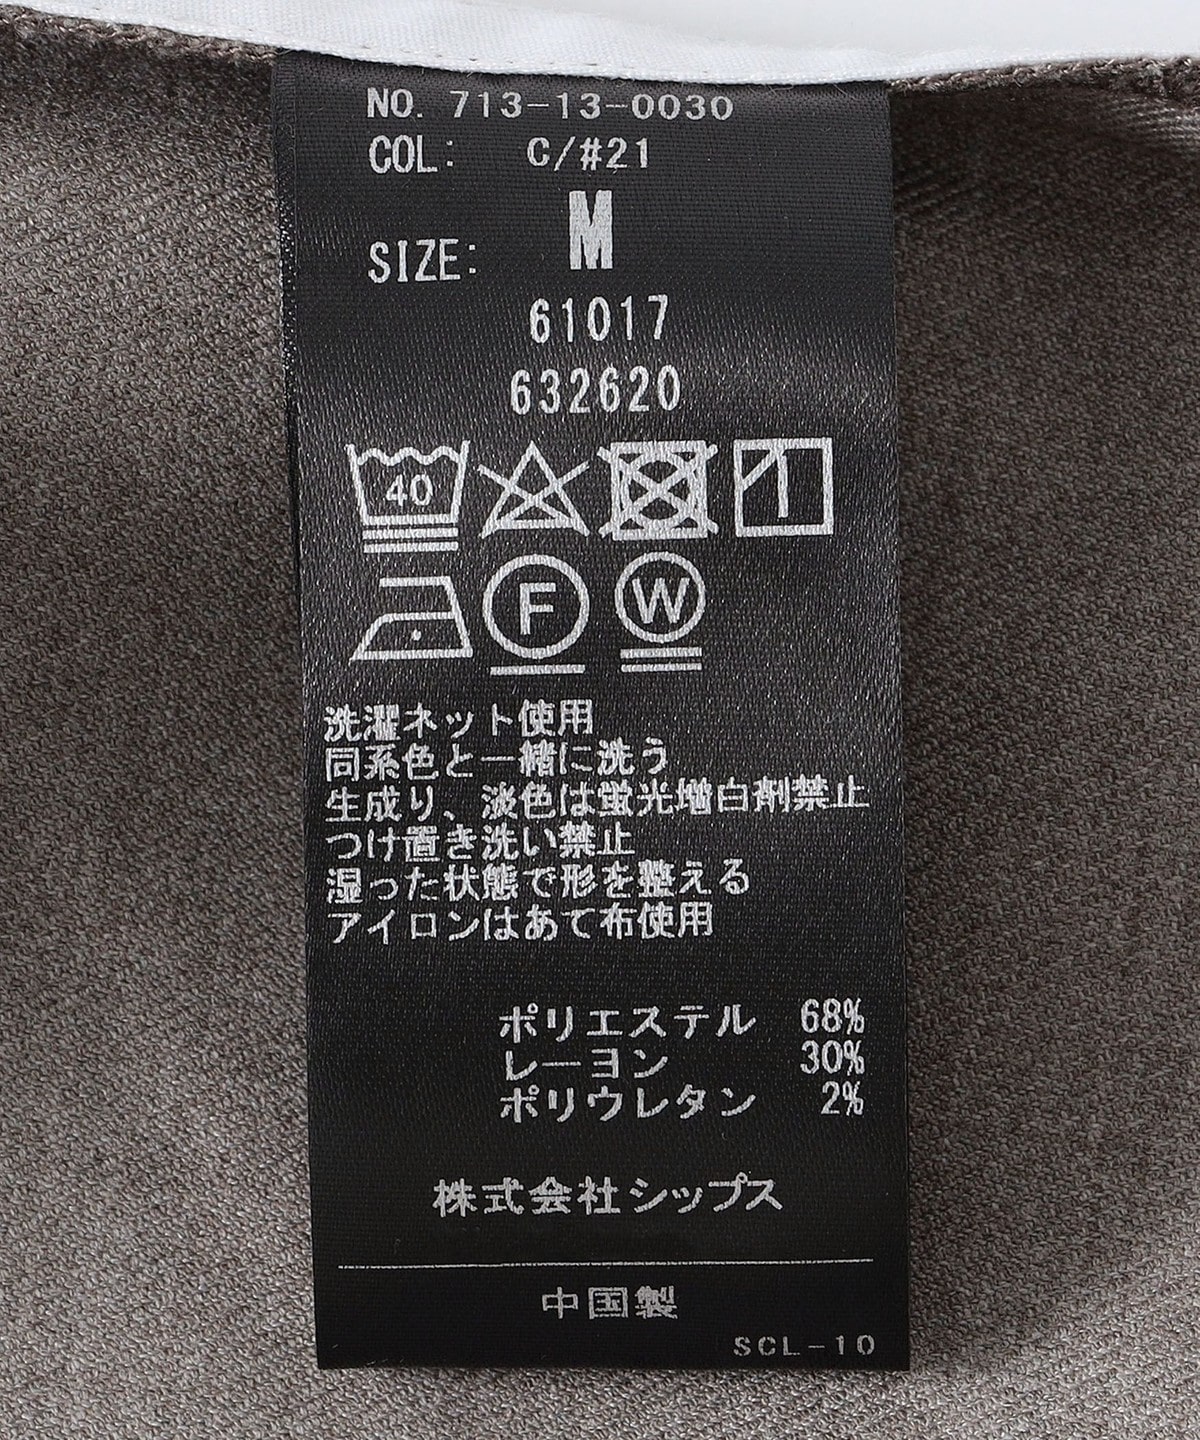 NO. 713-13-0030
COL: C/#21
SIZE: M
61017
632620
40
F W
洗濯ネット使用
同系色と一緒に洗う
生成り、淡色は蛍光増白剤禁止
つけ置き洗い禁止
湿った状態で形を整える
アイロンはあて布使用
ポリエステル 68%
レーヨン 30%
ポリウレタン 2%
株式会社シップス
中国製
SCL-10